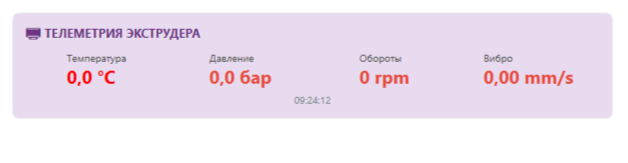 ТЕЛЕМЕТРИЯ ЭКСТРУДЕРА
Температура Давление Обороты Вибро
0,0 °C 0,0 бар 0 rpm 0,00 mm/s
09:24:12